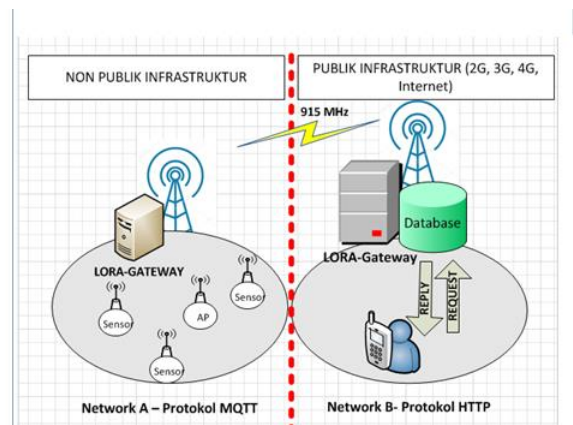 NON PUBLIK INFRASTRUKTUR
PUBLIK INFRASTRUKTUR (2G, 3G, 4G,
Internet)
915 MHz
Database
LORA-GATEWAY
LORA-Gateway
Sensor
Sensor
AP
Sensor
REPLY
REQUEST
Network A – Protokol MQTT
Network B- Protokol HTTP